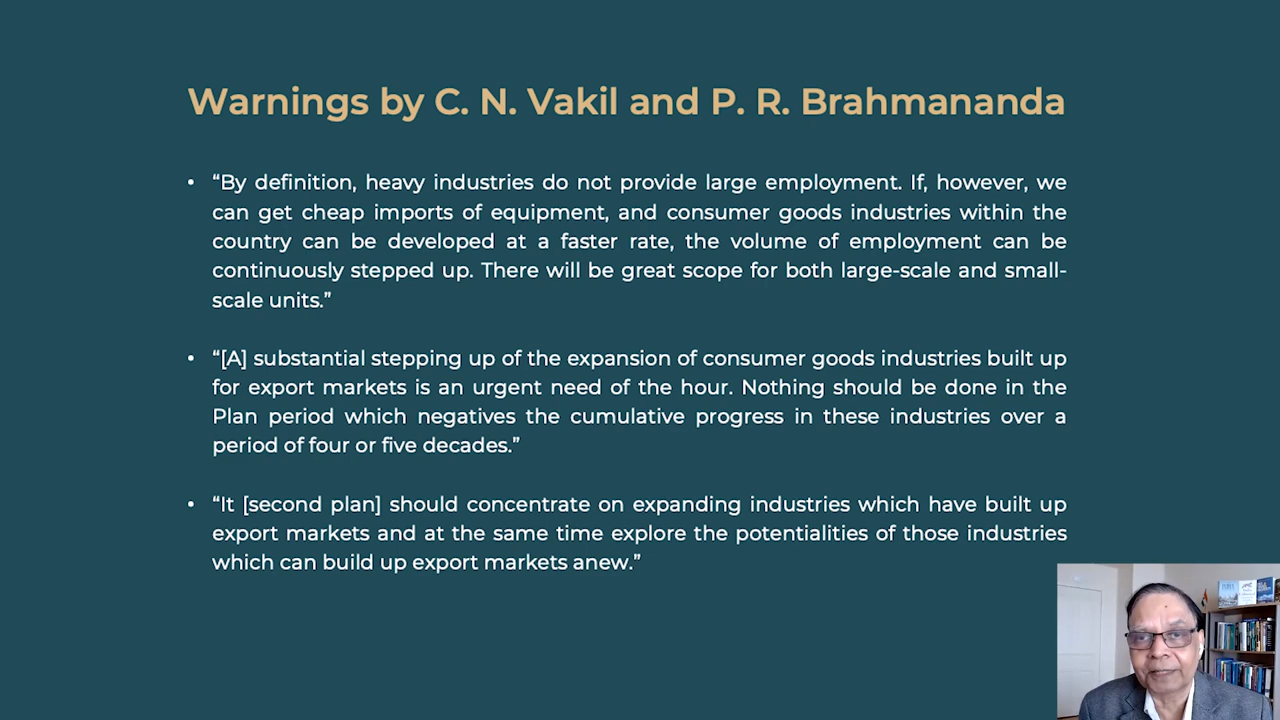 Warnings by C. N. Vakil and P. R. Brahmananda
• “By definition, heavy industries do not provide large employment. If, however, we
can get cheap imports of equipment, and consumer goods industries within the
country can be developed at a faster rate, the volume of employment can be
continuously stepped up. There will be great scope for both large-scale and small-
scale units.”
• “[A] substantial stepping up of the expansion of consumer goods industries built up
for export markets is an urgent need of the hour. Nothing should be done in the
Plan period which negatives the cumulative progress in these industries over a
period of four or five decades.”
• “It [second plan] should concentrate on expanding industries which have built up
export markets and at the same time explore the potentialities of those industries
which can build up export markets anew.”